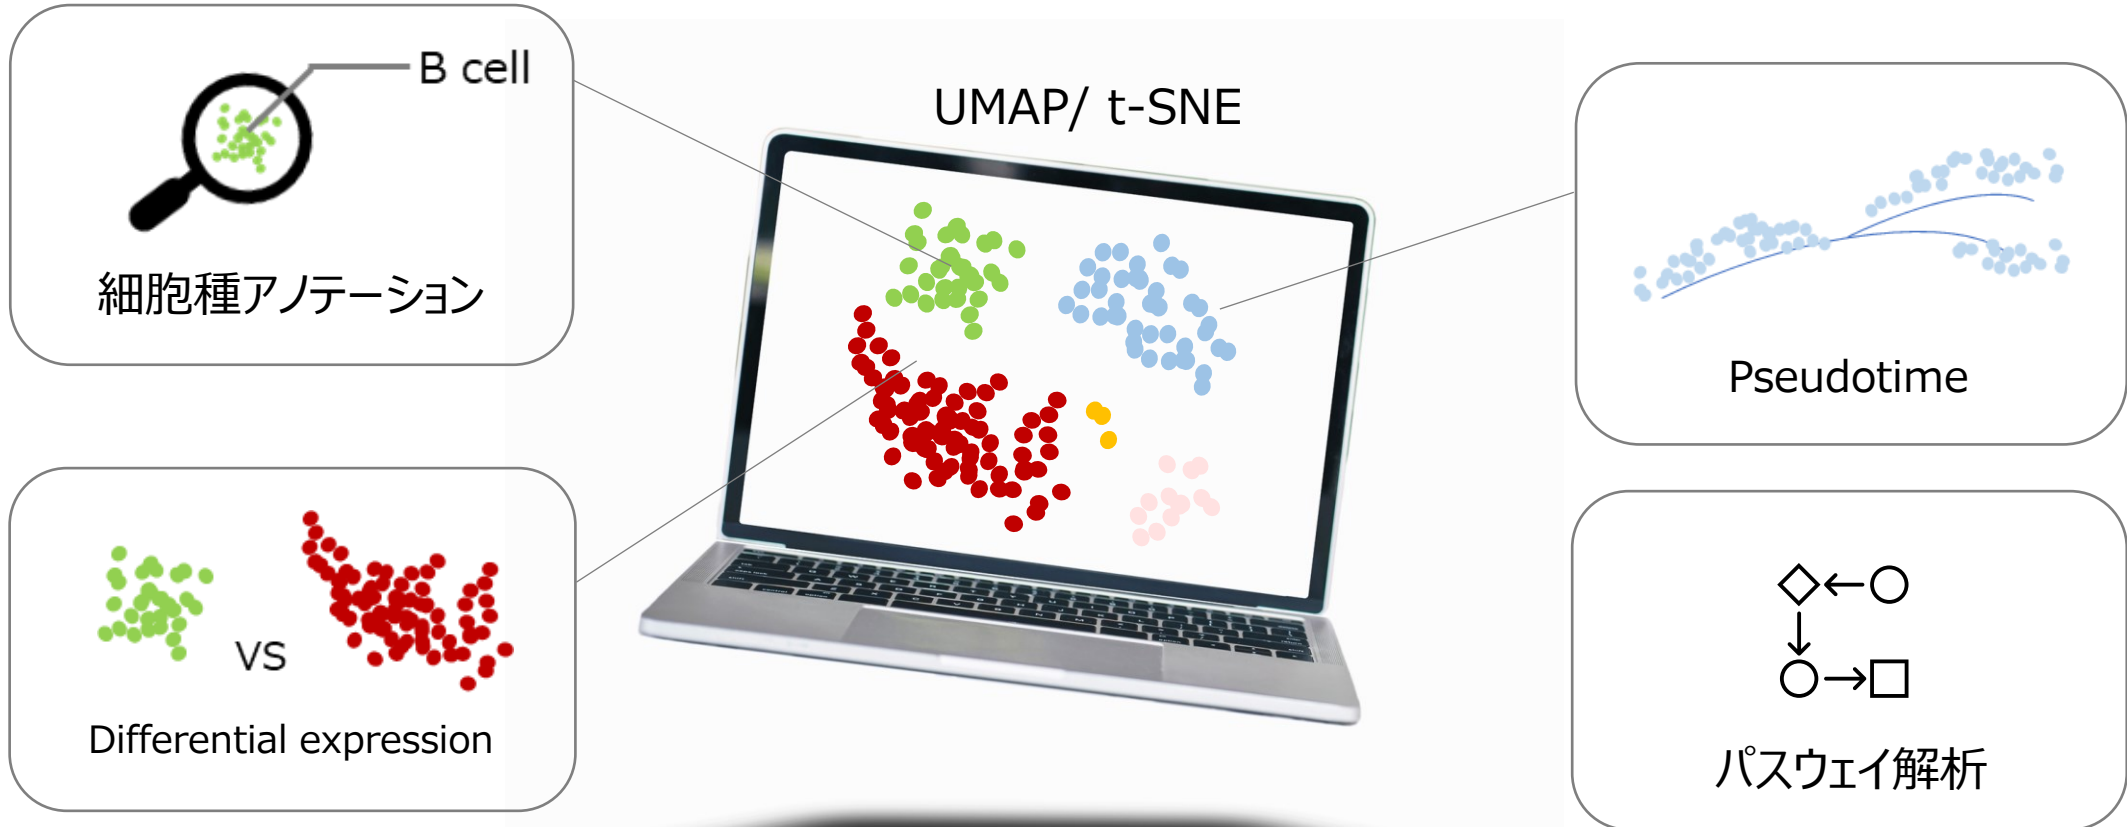 B cell
細胞種アノテーション
UMAP/ t-SNE
Pseudotime
VS
Differential expression
パスウェイ解析